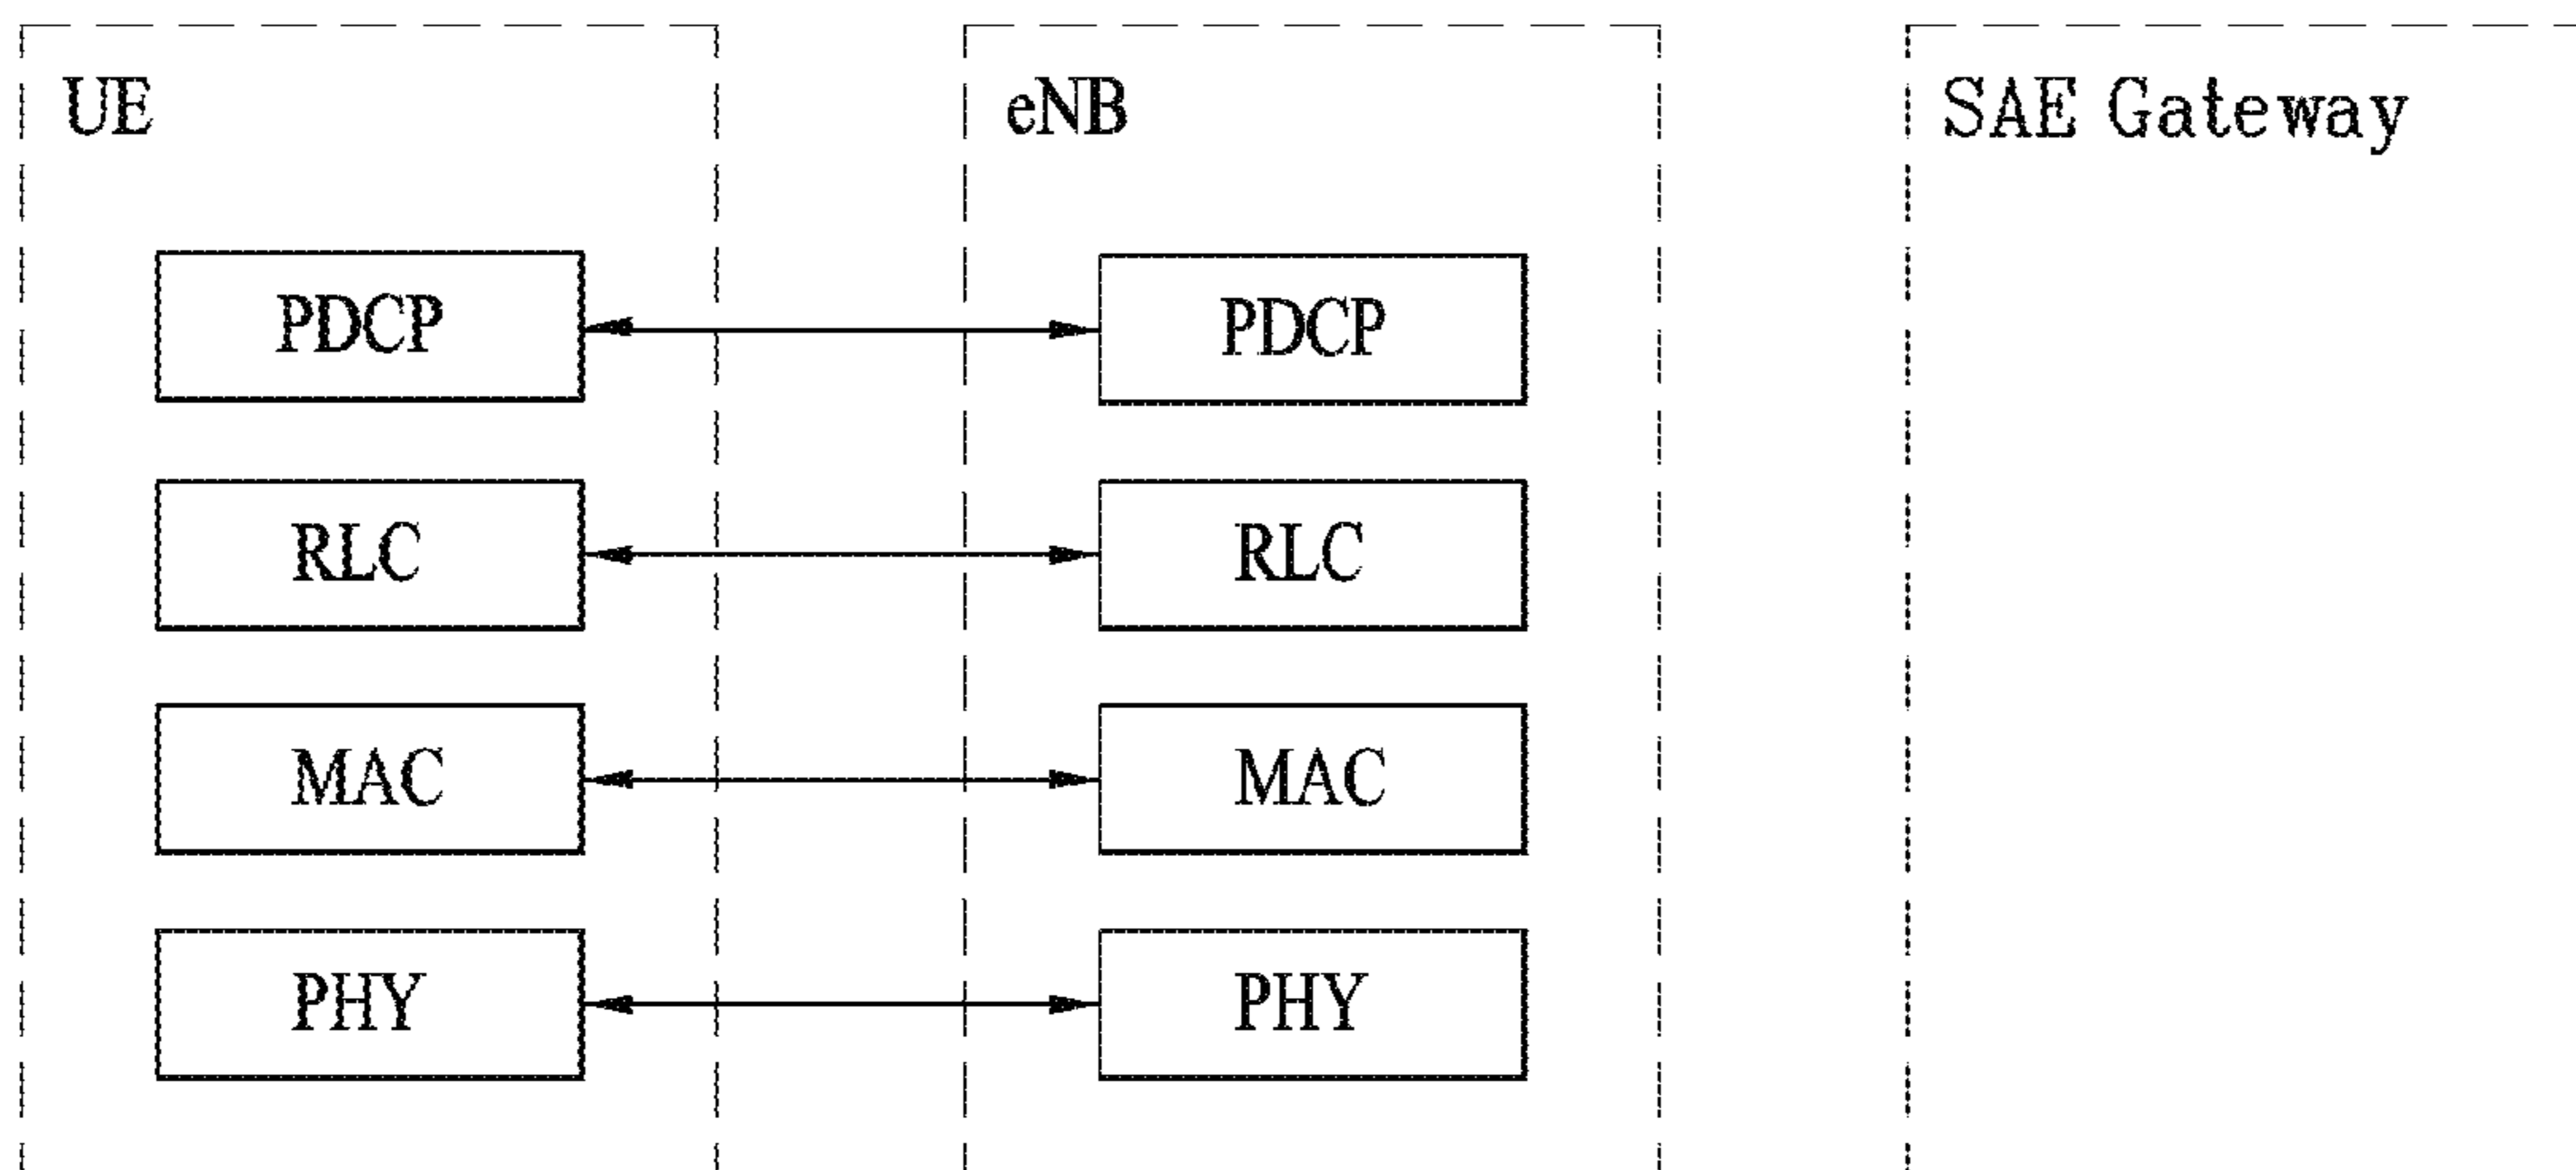 UE
eNB
SAE Gateway
PDCP
PDCP
RLC
RLC
MAC
MAC
PHY
PHY